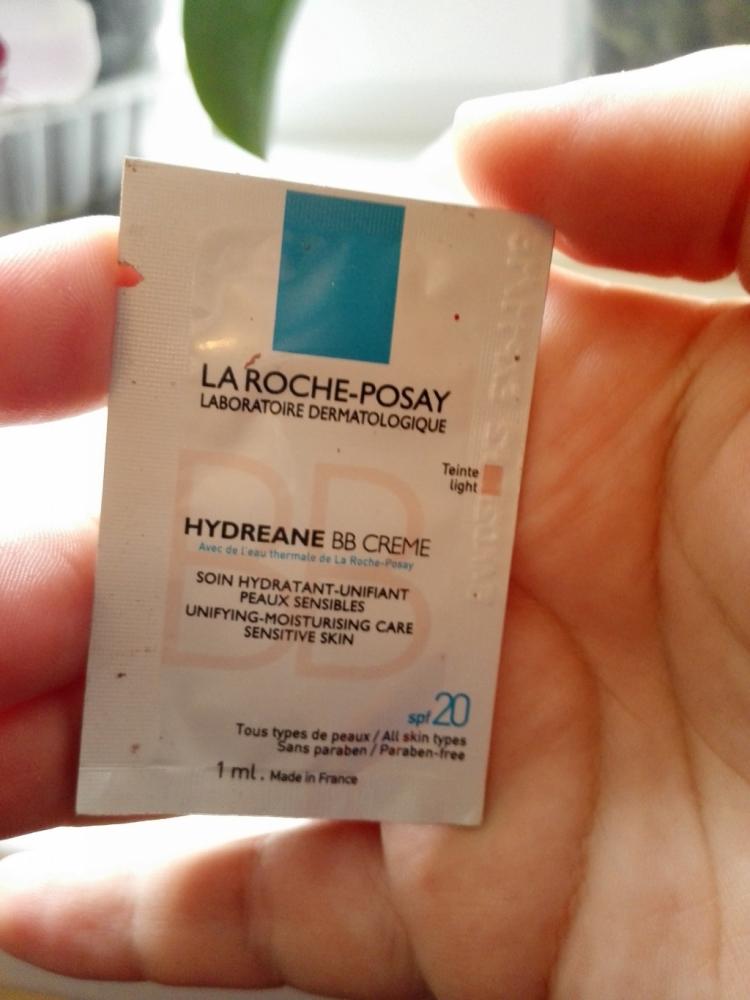 LA ROCHE-POSAY
LABORATOIRE DERMATOLOGIQUE
Teinte
light
BB
HYDREANE BB CREME
Avec de l'eau thermale de La Roche-Posay
SOIN HYDRATANT-UNIFIANT
PEAUX SENSIBLES
UNIFYING-MOISTURISING CARE
SENSITIVE SKIN
spf 20
Tous types de peaux / All skin types
Sans paraben / Paraben-free
1 ml. Made in France